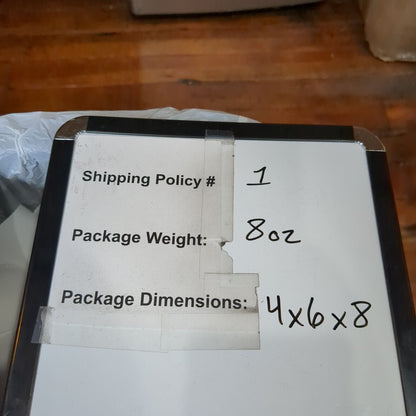 Shipping Policy # 1
Package Weight: 8oz
Package Dimensions: 4x6x8